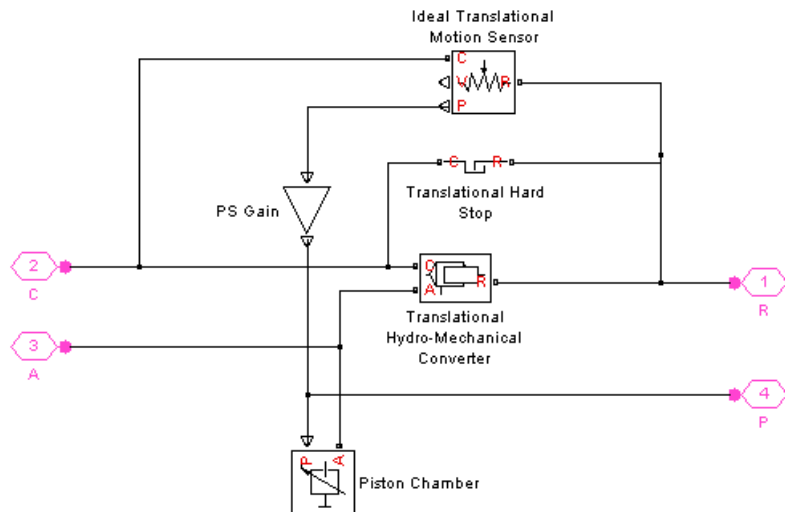 Ideal Translational
Motion Sensor
C
V
R
P
C
R
Translational Hard
Stop
PS Gain
2
C
C
A
R
1
R
Translational
Hydro-Mechanical
Converter
3
A
4
P
P
A
Piston Chamber